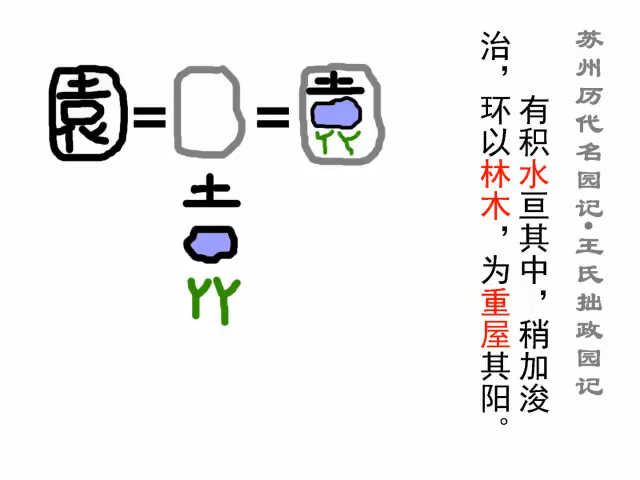 園 = =
苏州历代名园记•王氏拙政园记
有积水亘其中，稍加浚
治，环以林木，为重屋其阳。